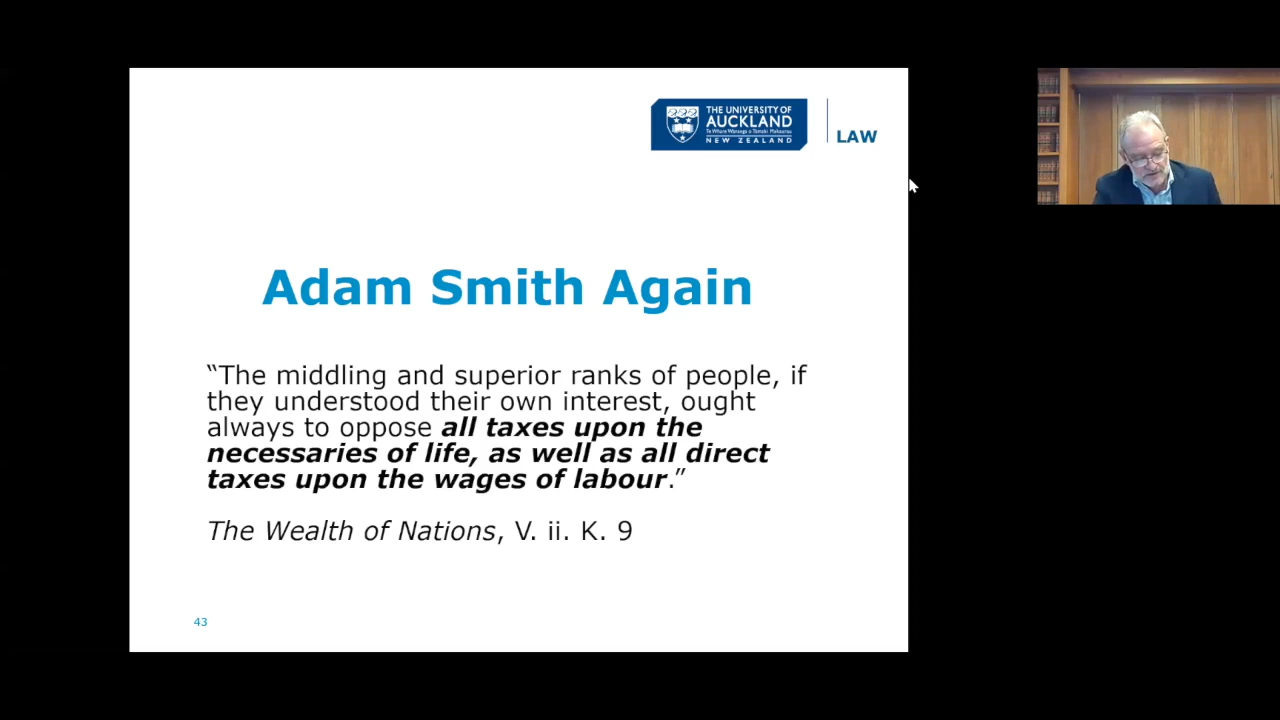 THE UNIVERSITY OF
AUCKLAND
Te Whare Wānanga o Tāmaki Makaurau
NEW ZEALAND
LAW
Adam Smith Again
“The middling and superior ranks of people, if
they understood their own interest, ought
always to oppose all taxes upon the
necessaries of life, as well as all direct
taxes upon the wages of labour.”
The Wealth of Nations, V. ii. K. 9
43